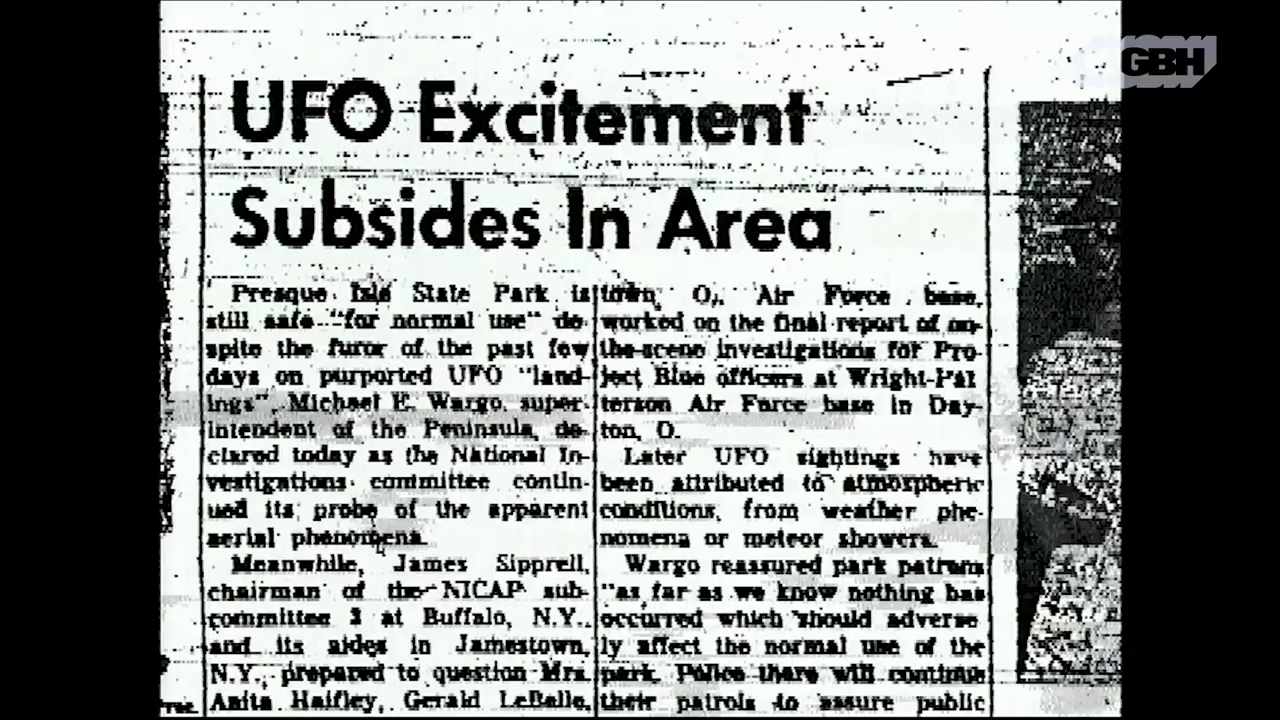 GBH
UFO Excitement
Subsides In Area
Presque Isle State Park is
still safe "for normal use" de-
spite the furor of the past few
days on purported UFO "land-
ings", Michael E. Wargo, super-
intendent of the Peninsula, de-
clared today as the National In-
vestigations committee contin-
ued its probe of the apparent
aerial phenomena.
Meanwhile, James Sipprell,
chairman of the NICAP sub-
committee 3 at Buffalo, N.Y.,
and its aides in Jamestown,
N.Y., prepared to question Mrs.
Anita Haifley, Gerald LeBelle,
town, O., Air Force base,
worked on the final report of on-
the-scene investigations for Pro-
ject Blue officers at Wright-Pat
terson Air Force base in Day-
ton, O.
Later UFO sightings have
been attributed to atmospheric
conditions, from weather phe-
nomena or meteor showers.
Wargo reassured park patrons
"as far as we know nothing has
occurred which should adverse
ly affect the normal use of the
park. Police there will continue
their patrols to assure public